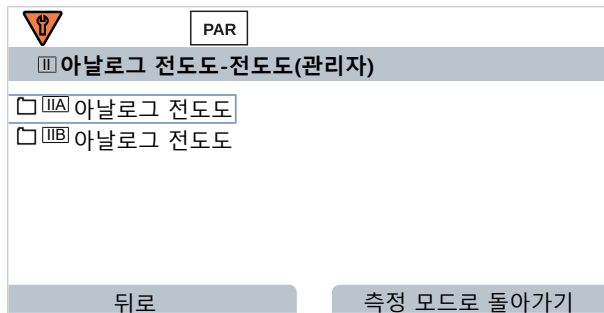 PAR
II 아날로그 전도도-전도도(관리자)
IIA 아날로그 전도도
IIB 아날로그 전도도
뒤로 측정 모드로 돌아가기